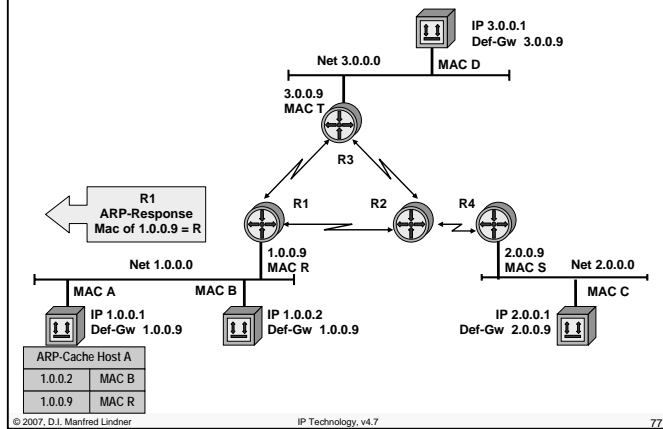 IP 3.0.0.1
Def-Gw 3.0.0.9
Net 3.0.0.0
MAC D
3.0.0.9
MAC T
R3
R1
ARP-Response
Mac of 1.0.0.9 = R
R1
R2
R4
1.0.0.9
MAC R
2.0.0.9
MAC S
Net 1.0.0.0
Net 2.0.0.0
MAC A
MAC B
MAC C
IP 1.0.0.1
Def-Gw 1.0.0.9
IP 1.0.0.2
Def-Gw 1.0.0.9
IP 2.0.0.1
Def-Gw 2.0.0.9
ARP-Cache Host A
1.0.0.2 MAC B
1.0.0.9 MAC R
© 2007, D.I. Manfred Lindner
IP Technology, v4.7
77